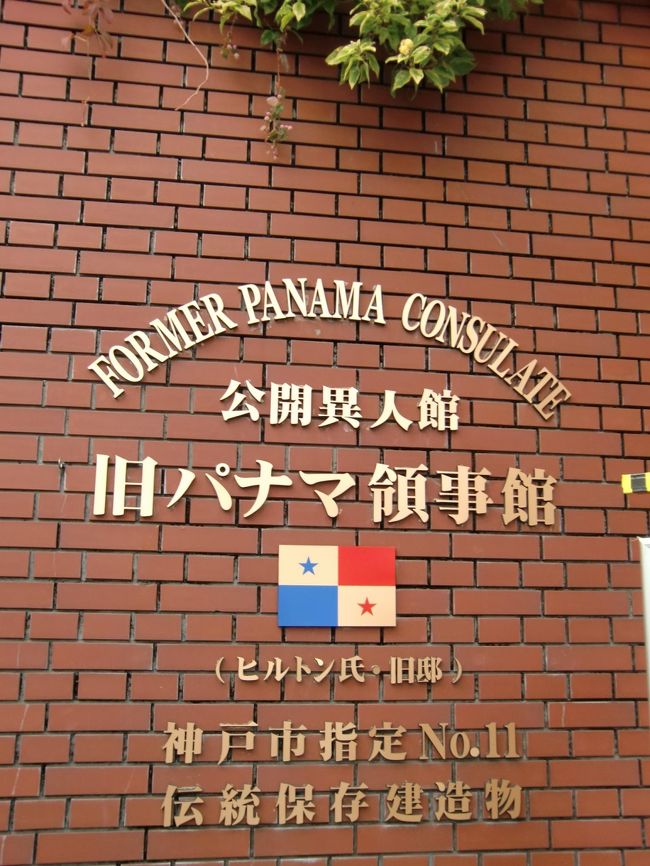 FORMER PANAMA CONSULATE
公開異人館
旧パナマ領事館
(ヒルトン氏・旧邸)
神戸市指定No.11
伝統保存建造物